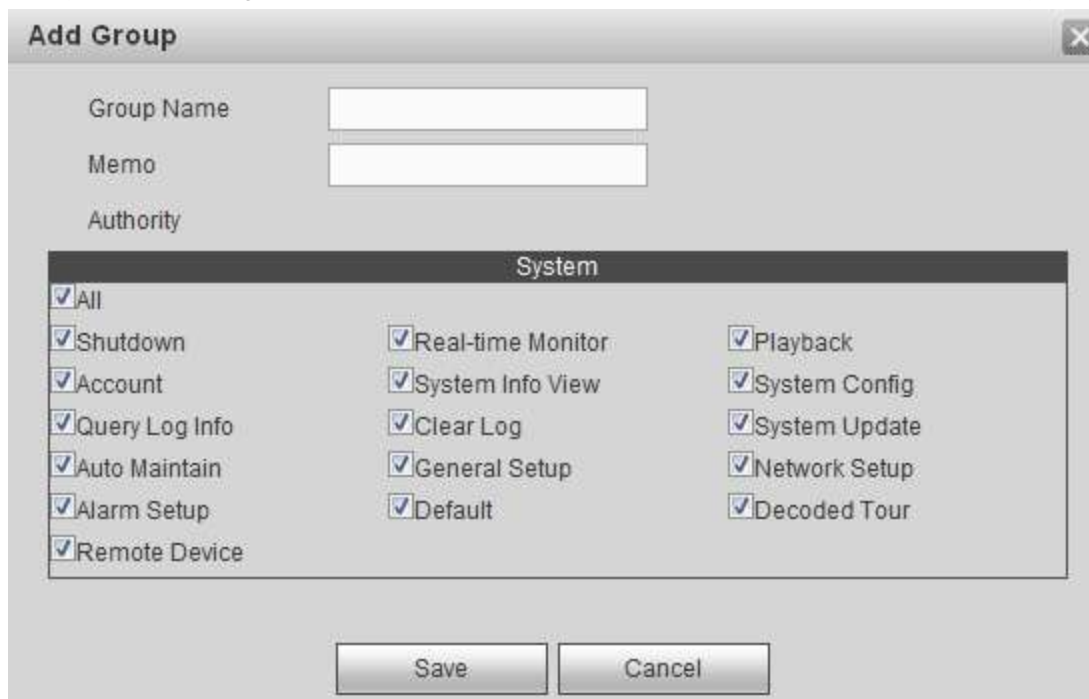 Add Group
Group Name
Memo
Authority
System
All
Shutdown Real-time Monitor Playback
Account System Info View System Config
Query Log Info Clear Log System Update
Auto Maintain General Setup Network Setup
Alarm Setup Default Decoded Tour
Remote Device
Save Cancel